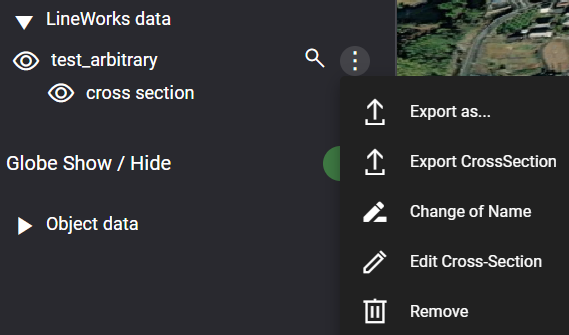 LineWorks data
test_arbitrary
cross section
Globe Show / Hide
Object data
Export as...
Export CrossSection
Change of Name
Edit Cross-Section
Remove